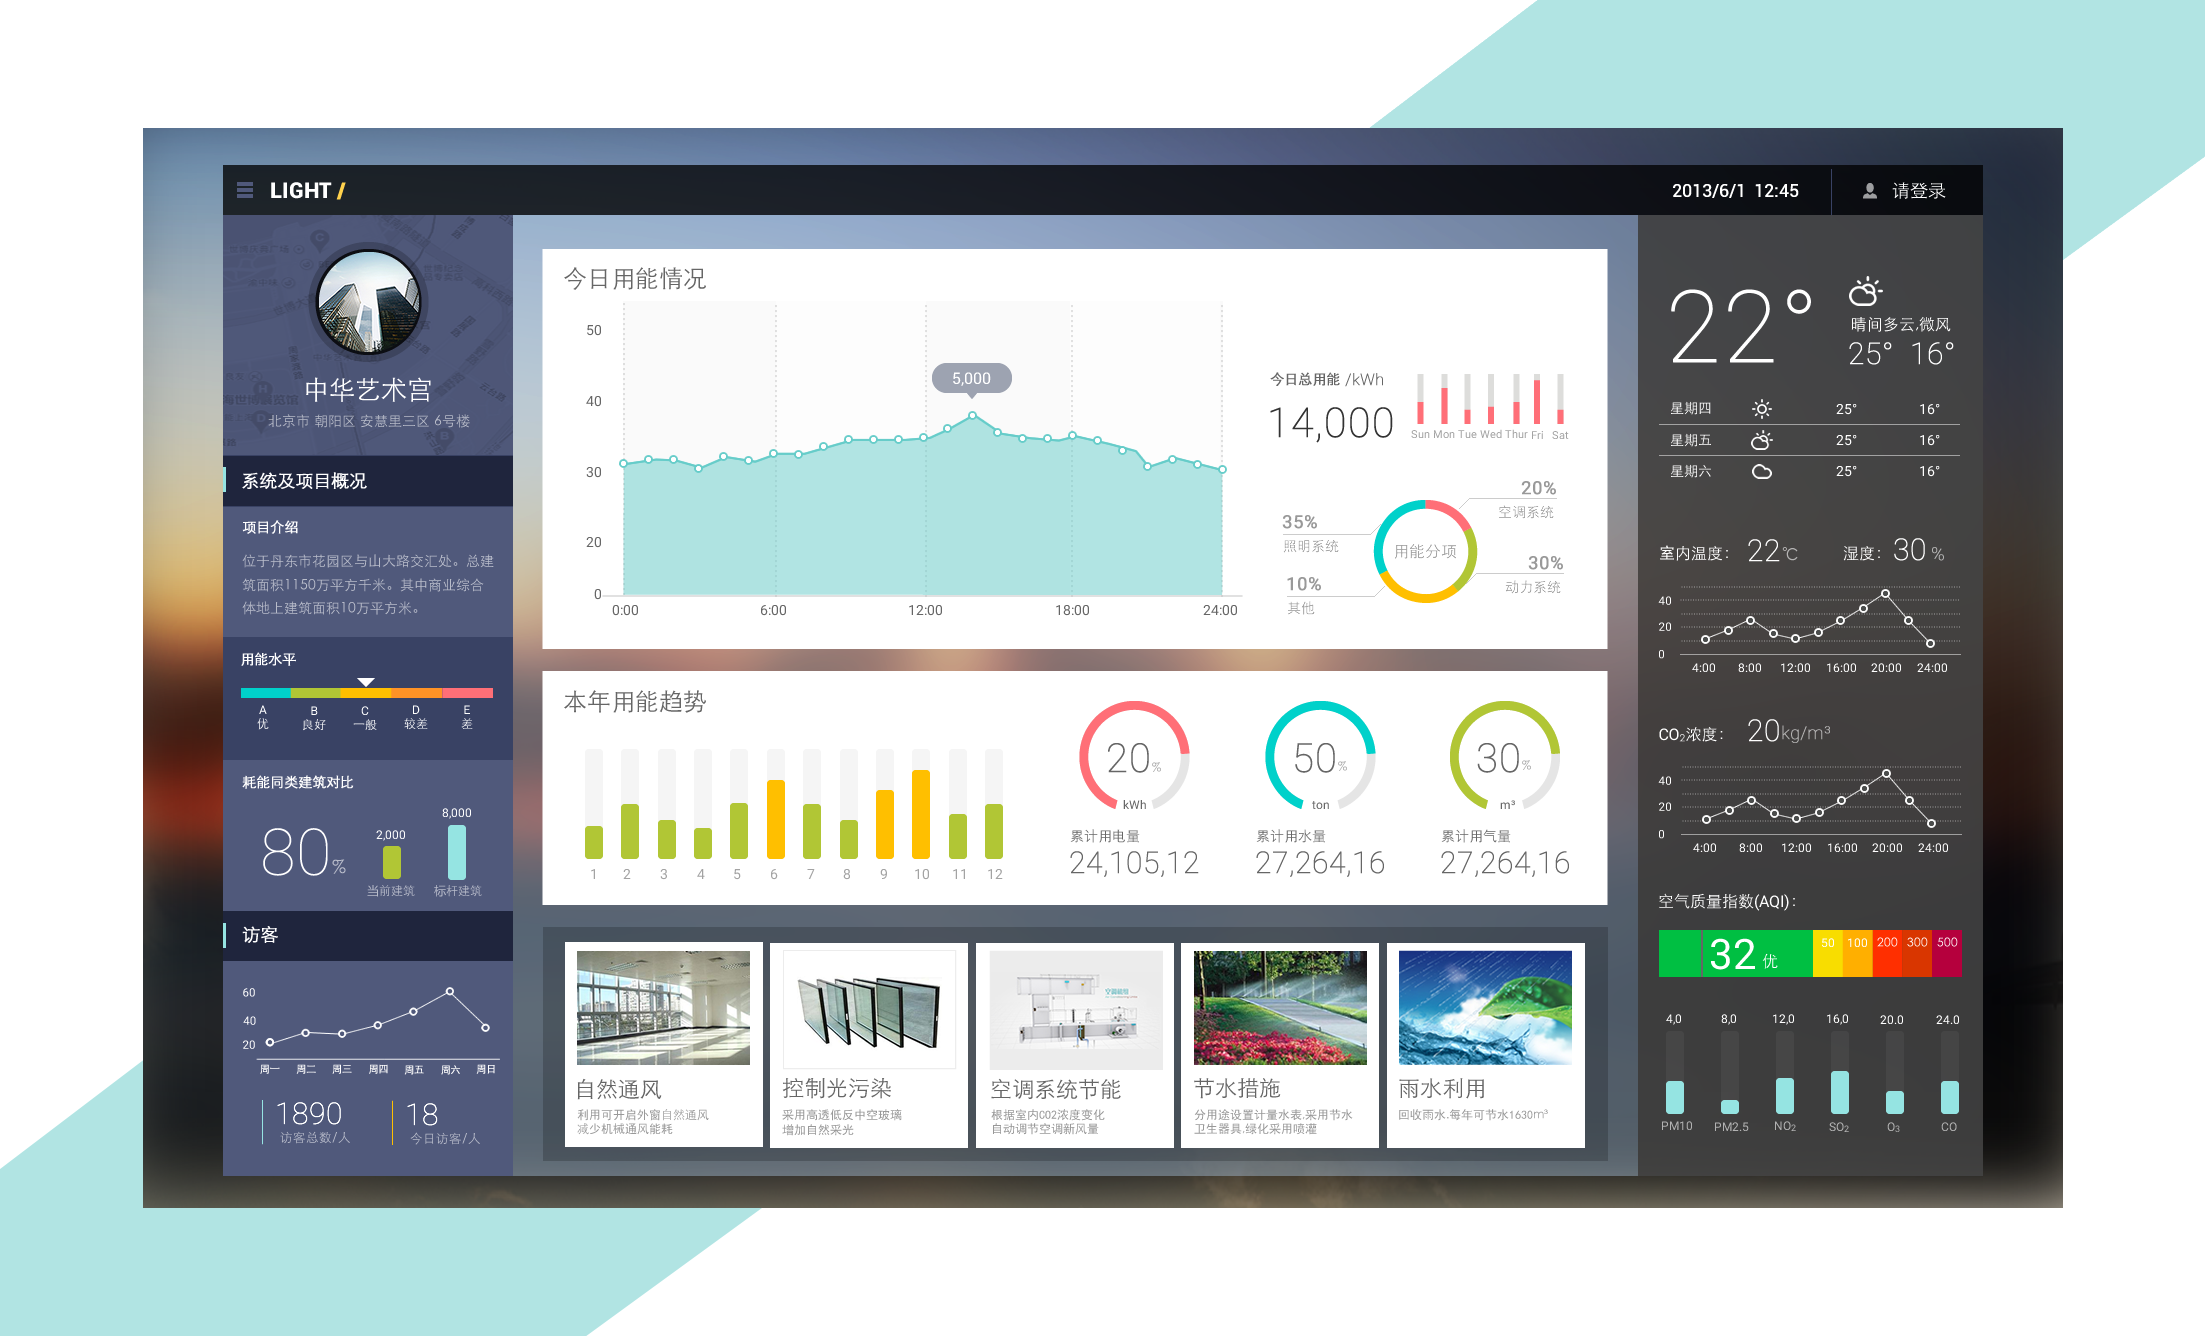 LIGHT /
2013/6/1 12:45
请登录
中华艺术宫
北京市 朝阳区 安慧里三区 6号楼
系统及项目概况
项目介绍
位于丹东市花园区与山大路交汇处。总建
筑面积1150万平方千米。其中商业综合
体地上建筑面积10万平方米。
用能水平
A B C D E
优 良好 一般 较差 差
耗能同类建筑对比
80%
2,000
当前建筑
8,000
标杆建筑
访客
60
40
20
周一 周二 周三 周四 周五 周六 周日
1890
访客总数/人
18
今日访客/人
今日用能情况
50
40
30
20
0
5,000
0:00 6:00 12:00 18:00 24:00
今日总用能 /kWh
14,000
Sun Mon Tue Wed Thur Fri Sat
用能分项
20%
空调系统
35%
照明系统
30%
动力系统
10%
其他
本年用能趋势
1 2 3 4 5 6 7 8 9 10 11 12
20%
kWh
累计用电量
24,105,12
50%
ton
累计用水量
27,264,16
30%
m³
累计用气量
27,264,16
自然通风
利用可开启外窗自然通风
减少机械通风能耗
控制光污染
采用高透低反中空玻璃
增加自然采光
空调系统节能
根据室内CO2浓度变化
自动调节空调新风量
节水措施
分用途设置计量水表.采用节水
卫生器具.绿化采用喷灌
雨水利用
回收雨水.每年可节水1630m³
22°
晴间多云,微风
25° 16°
星期四 25° 16°
星期五 25° 16°
星期六 25° 16°
室内温度： 22℃
湿度： 30 %
40
20
0
4:00 8:00 12:00 16:00 20:00 24:00
CO₂浓度： 20kg/m³
40
20
0
4:00 8:00 12:00 16:00 20:00 24:00
空气质量指数(AQI)：
32 优
50 100 200 300 500
4,0 8,0 12,0 16,0 20.0 24.0
PM10 PM2.5 NO₂ SO₂ O₃ CO